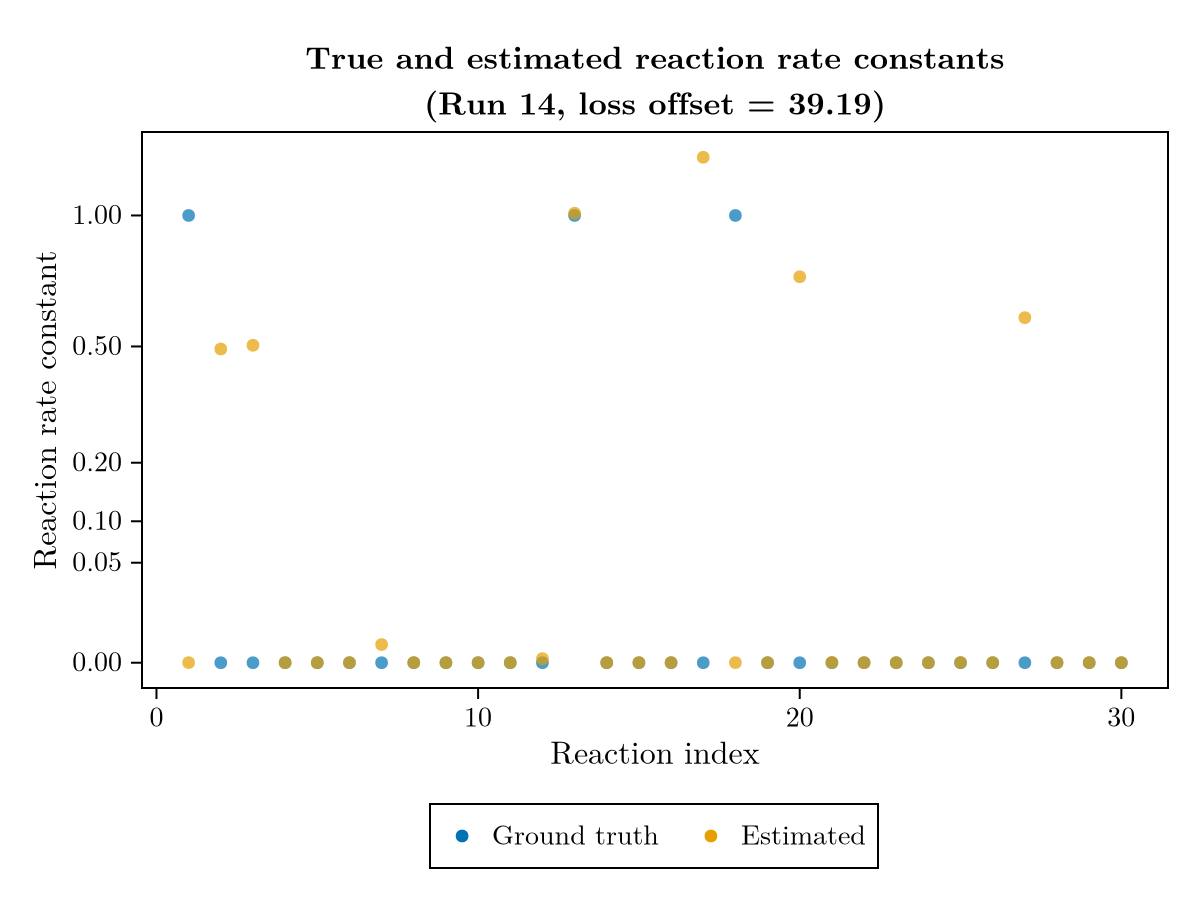 True and estimated reaction rate constants
(Run 14, loss offset = 39.19)
Reaction rate constant
1.00
0.50
0.20
0.10
0.05
0.00
0 10 20 30
Reaction index
Ground truth Estimated